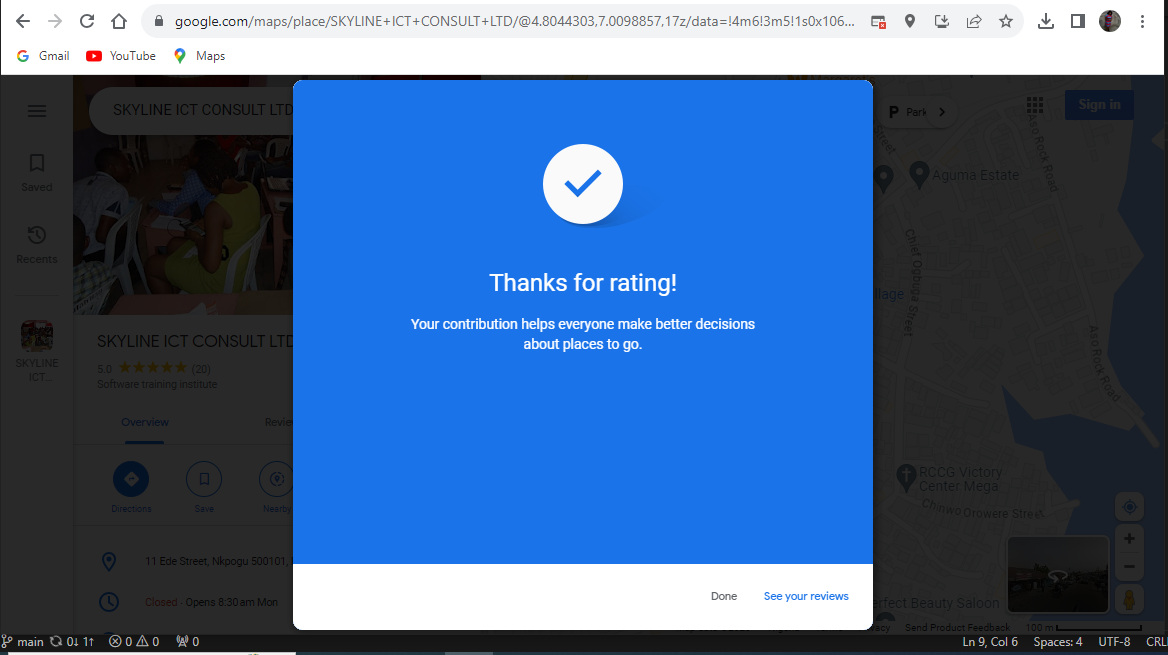 google.com/maps/place/SKYLINE+ICT+CONSULT+LTD/@4.8044303,7.0098857,17z/data=!4m6!3m5!1s0x106...
Gmail YouTube Maps
SKYLINE ICT CONSULT LTD
P Park
Sign in
Saved
Recents
SKYLINE
ICT...
Aso Rock Road
Street
Aguma Estate
Chief Ogbuga Street
llage
Aso Rock Road
Thanks for rating!
Your contribution helps everyone make better decisions
about places to go.
SKYLINE ICT CONSULT LTD
5.0 (20)
Software training institute
Overview Review
Directions Save Nearby
RCCG Victory
Center Mega
Chinwo Orowere Street
11 Ede Street, Nkpogu 500101,
Closed · Opens 8:30 am Mon
Done See your reviews
erfect Beauty Saloon
vacy Send Product Feedback 100 m
main 0↓ 1↑ 0 0 0
Ln 9, Col 6 Spaces: 4 UTF-8 CRL